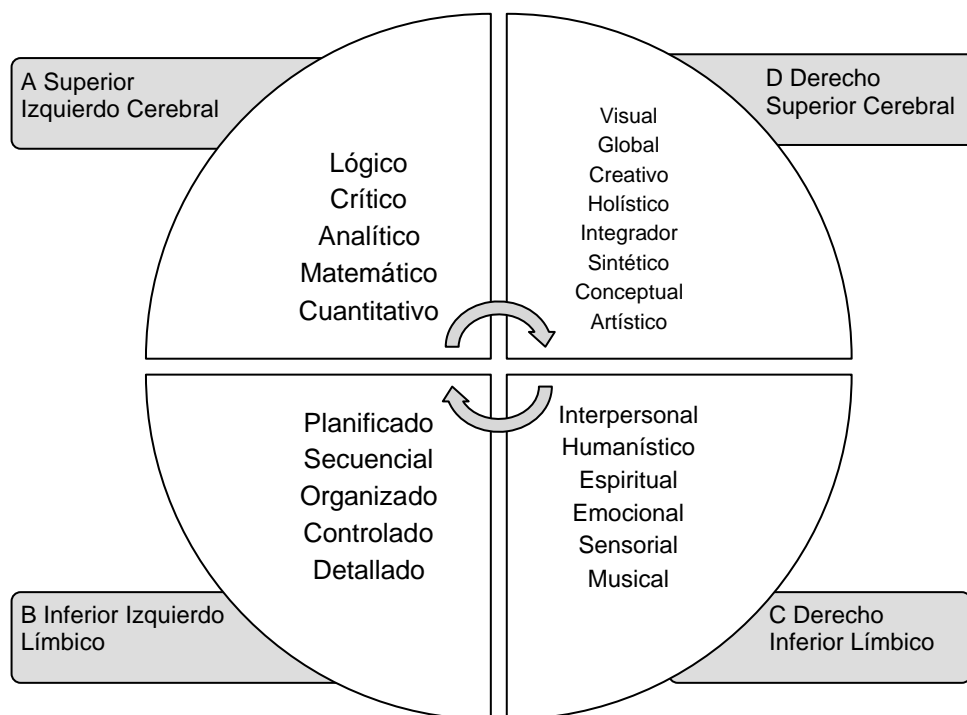 A Superior
Izquierdo Cerebral
Lógico
Crítico
Analítico
Matemático
Cuantitativo
D Derecho
Superior Cerebral
Visual
Global
Creativo
Holístico
Integrador
Sintético
Conceptual
Artístico
B Inferior Izquierdo
Límbico
Planificado
Secuencial
Organizado
Controlado
Detallado
C Derecho
Inferior Límbico
Interpersonal
Humanístico
Espiritual
Emocional
Sensorial
Musical